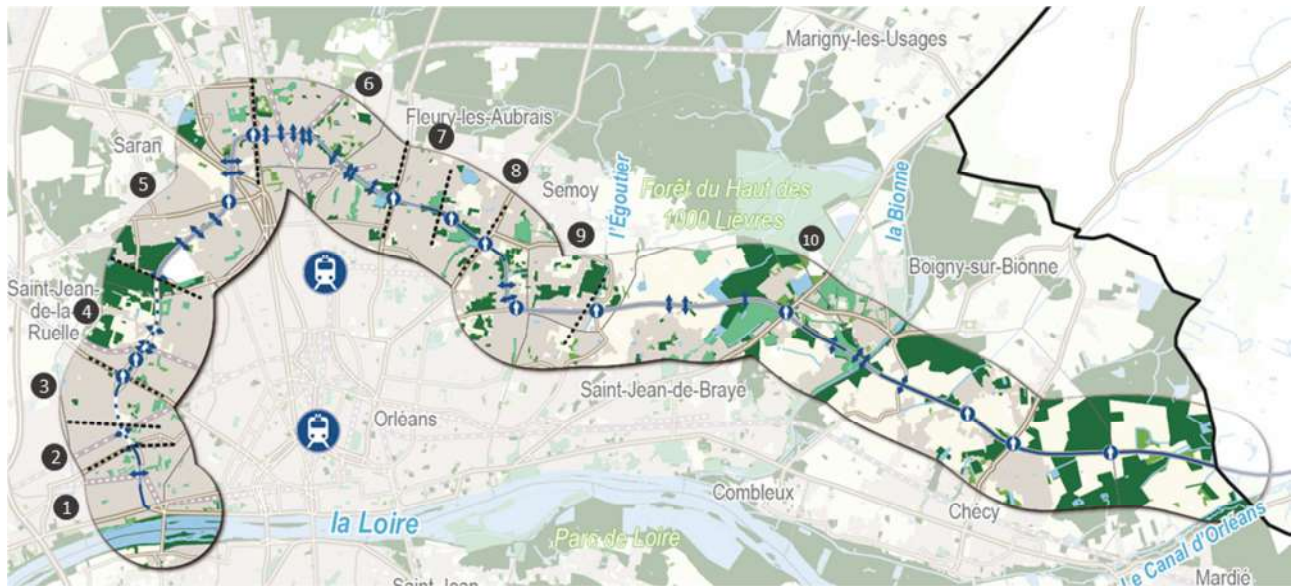 Marigny-les-Usages
6
Fleury-les-Aubrais
7
Saran
8
Semoy
l'Égoutier
Forêt du Haut des
1000 Lièvres
5
9
la Bionne
10
Boigny-sur-Bionne
Saint-Jean-
de-la-
Ruelle
4
3
Saint-Jean-de-Braye
Orléans
2
1
Combleux
Chécy
la Loire
Parc de Loire
Le Canal d'Orléans
Saint-Jean
Mardié